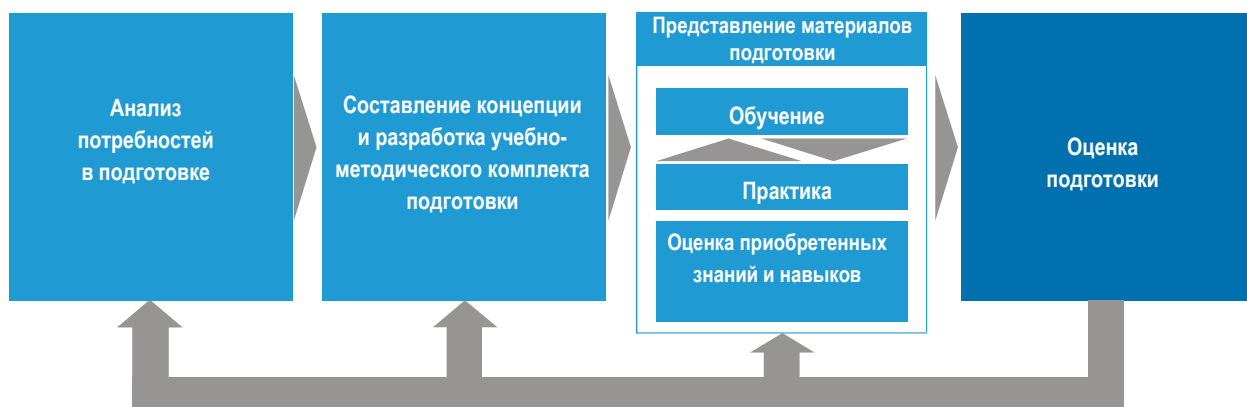 Анализ
потребностей
в подготовке
Составление концепции
и разработка учебно-
методического комплекта
подготовки
Представление материалов
подготовки
Обучение
Практика
Оценка приобретенных
знаний и навыков
Оценка
подготовки